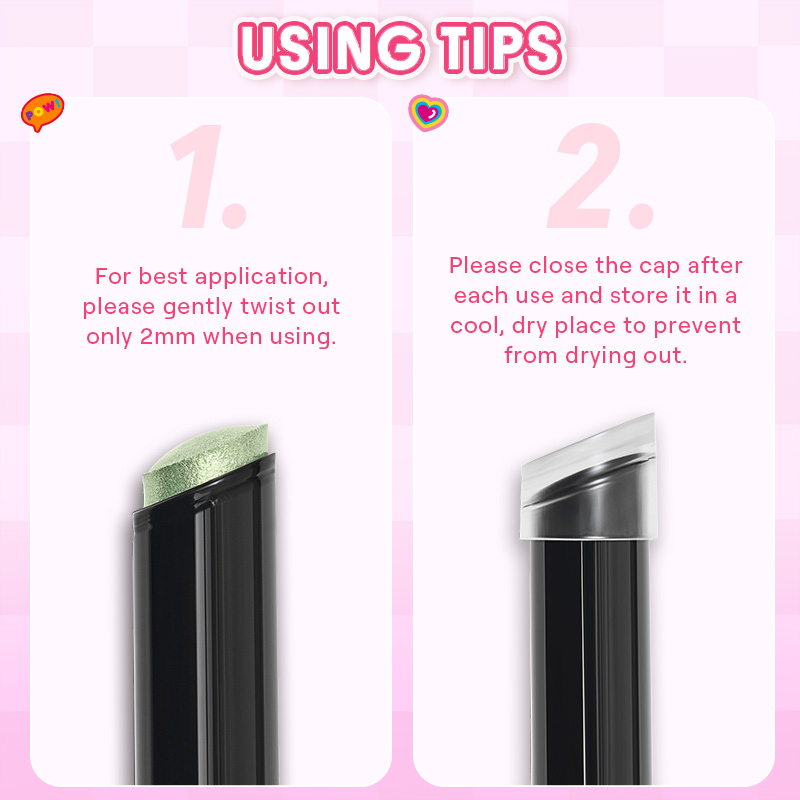 USING TIPS
POW!
1.
For best application,
please gently twist out
only 2mm when using.
2.
Please close the cap after
each use and store it in a
cool, dry place to prevent
from drying out.